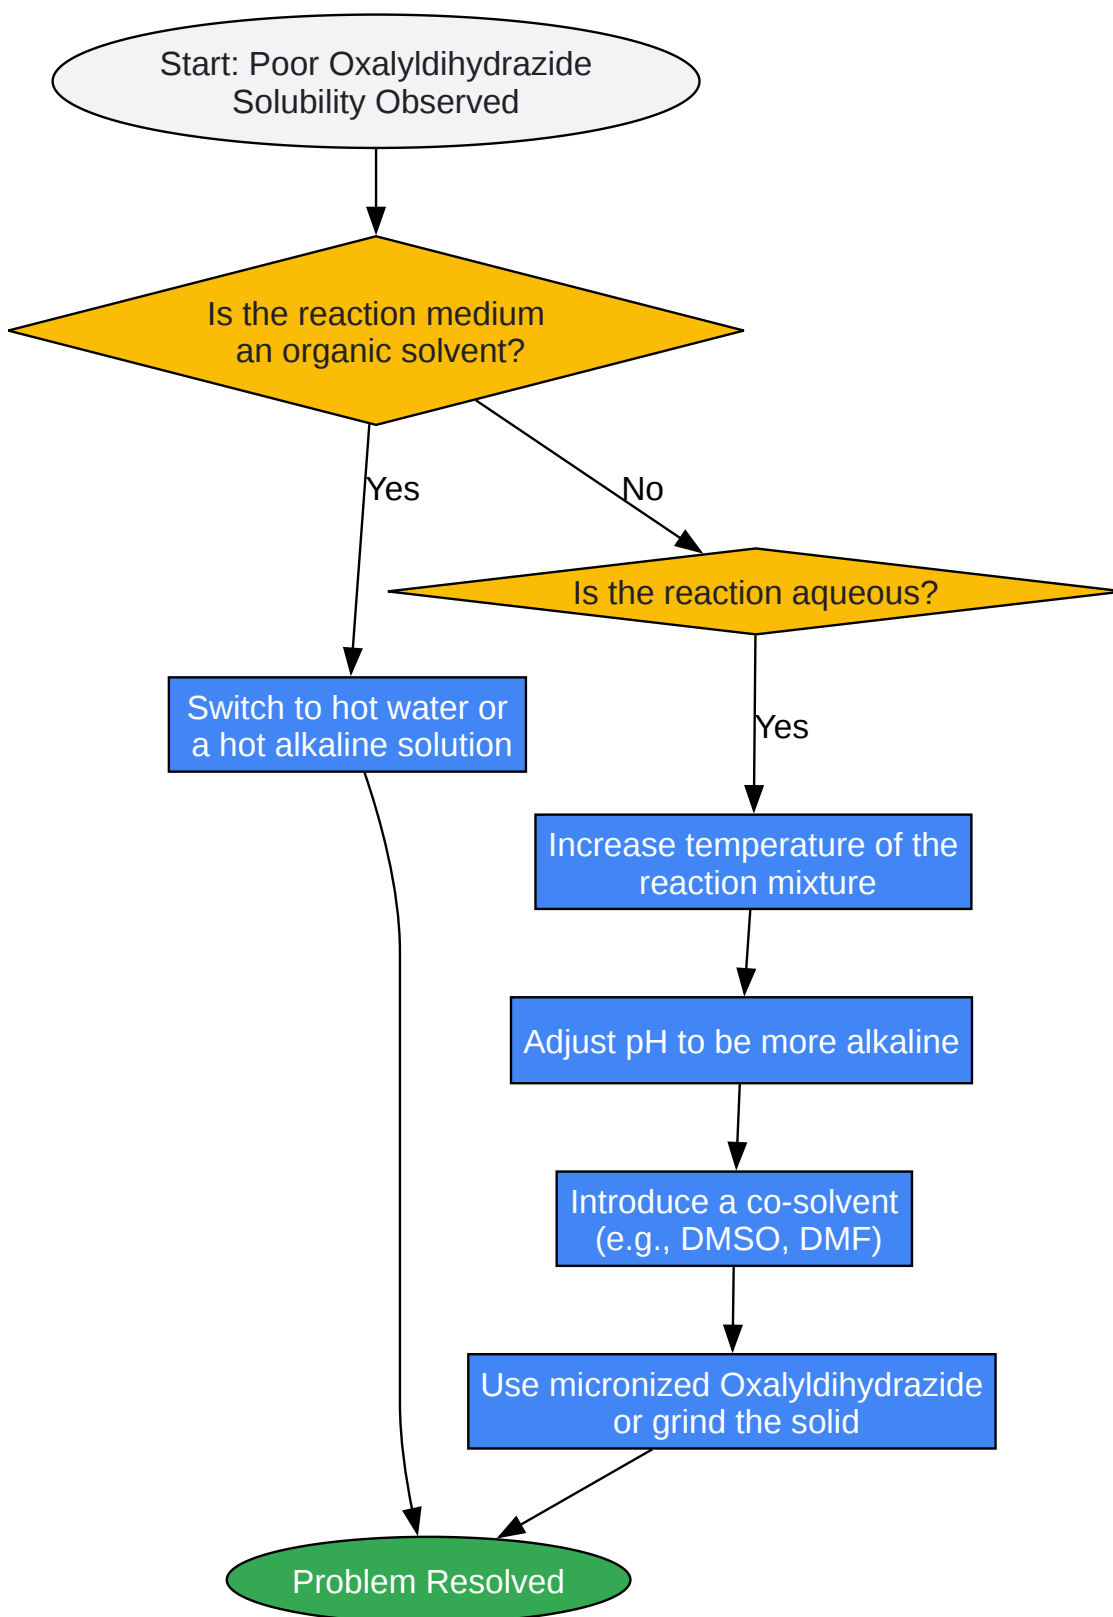 Start: Poor Oxalyldihydrazide
Solubility Observed
Is the reaction medium
an organic solvent?
Yes
No
Is the reaction aqueous?
Switch to hot water or
a hot alkaline solution
Yes
Increase temperature of the
reaction mixture
Adjust pH to be more alkaline
Introduce a co-solvent
(e.g., DMSO, DMF)
Use micronized Oxalyldihydrazide
or grind the solid
Problem Resolved